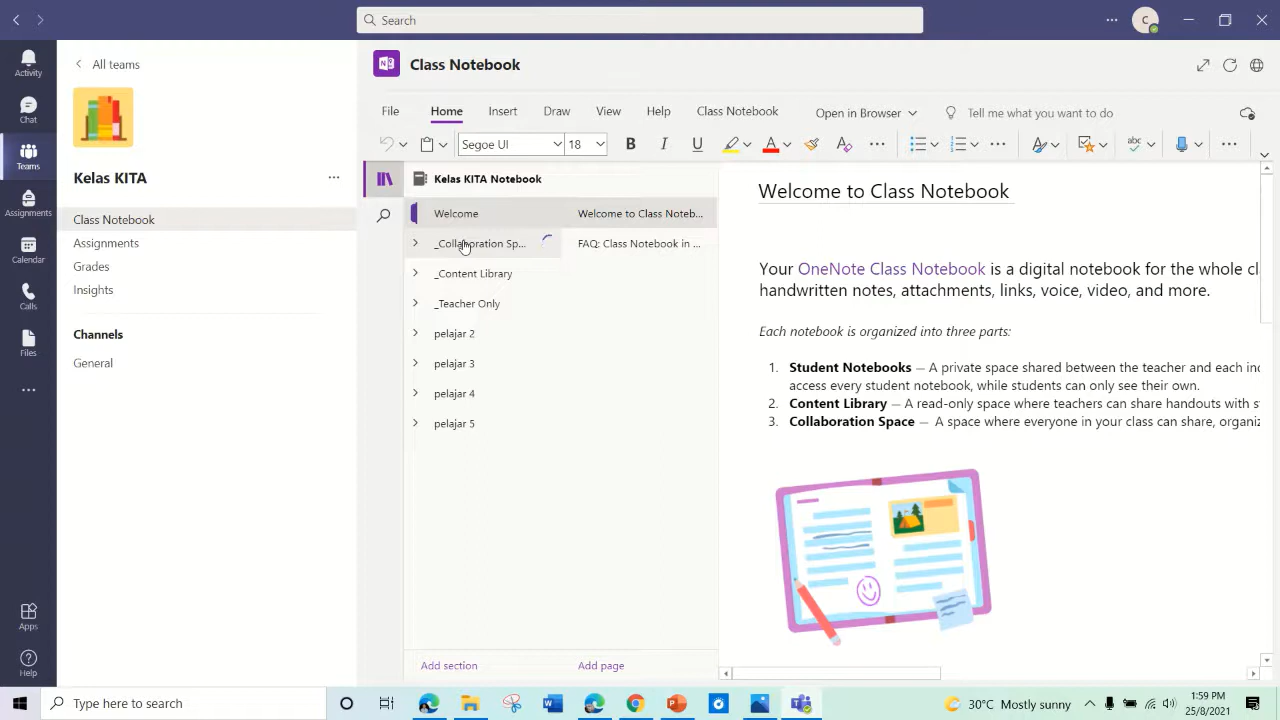 Search
C
Activity
Chat
Teams
Assignments
Calendar
Calls
Files
Apps
Help
All teams
Kelas KITA
Class Notebook
Assignments
Grades
Insights
Channels
General
Class Notebook
File Home Insert Draw View Help Class Notebook Open in Browser Tell me what you want to do
Segoe UI 18 B I U A A abc
Kelas KITA Notebook
Welcome
_Collaboration Sp...
_Content Library
_Teacher Only
pelajar 2
pelajar 3
pelajar 4
pelajar 5
Add section
Welcome to Class Noteb...
FAQ: Class Notebook in ...
Add page
Welcome to Class Notebook
Your OneNote Class Notebook is a digital notebook for the whole cl
handwritten notes, attachments, links, voice, video, and more.
Each notebook is organized into three parts:
1. Student Notebooks — A private space shared between the teacher and each inc
access every student notebook, while students can only see their own.
2. Content Library — A read-only space where teachers can share handouts with s
3. Collaboration Space — A space where everyone in your class can share, organiz
Type here to search
30°C Mostly sunny
1:59 PM
25/8/2021